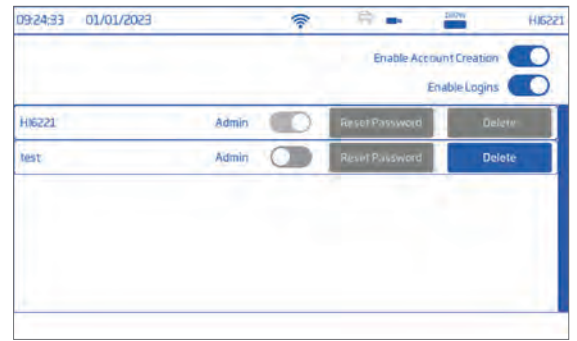 09:24:33 01/01/2023 HI6221
Enable Account Creation
Enable Logins
HI6221 Admin Reset Password Delete
test Admin Reset Password Delete